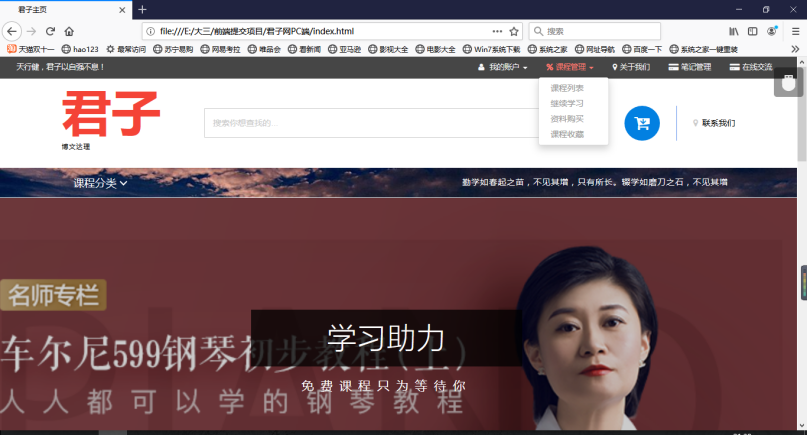 君子主页
file:///E:/大三/前端提交项目/君子网PC端/index.html
搜索
天猫双十一 hao123 最常访问 苏宁易购 网易考拉 唯品会 看新闻 亚马逊 影视大全 电影大全 Win7系统下载 系统之家 网址导航 百度一下 系统之家一键重装
天行健，君子以自强不息！
我的账户 课程管理 关于我们 笔记管理 在线交流
课程列表
继续学习
资料购买
课程收藏
君子
博文达理
搜索你想查找的...
联系我们
课程分类
勤学如春起之苗，不见其增，只有所长。辍学如磨刀之石，不见其增
名师专栏
学习助力
车尔尼599钢琴初步教程(上)
免费课程只为等待你
人人都可以学的钢琴教程